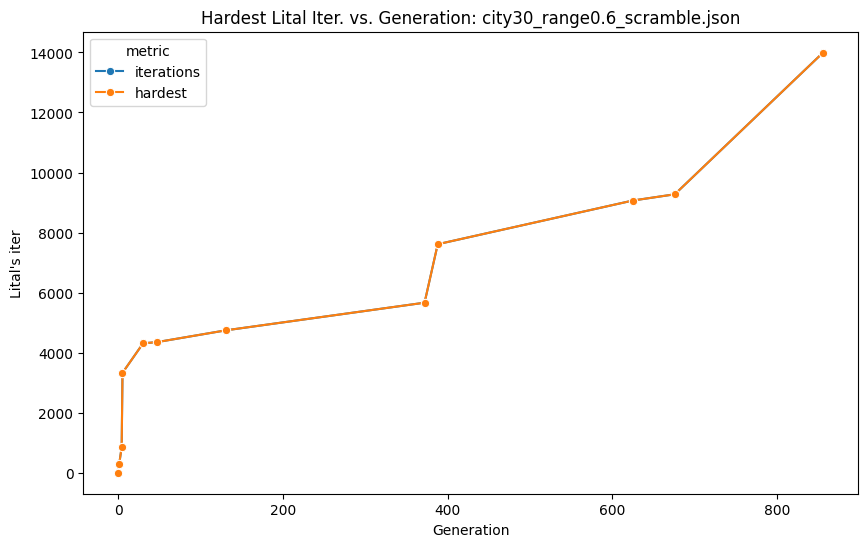 Hardest Lital Iter. vs. Generation: city30_range0.6_scramble.json
metric
iterations
hardest
14000
12000
10000
8000
6000
4000
2000
0
Lital's iter
0 200 400 600 800
Generation